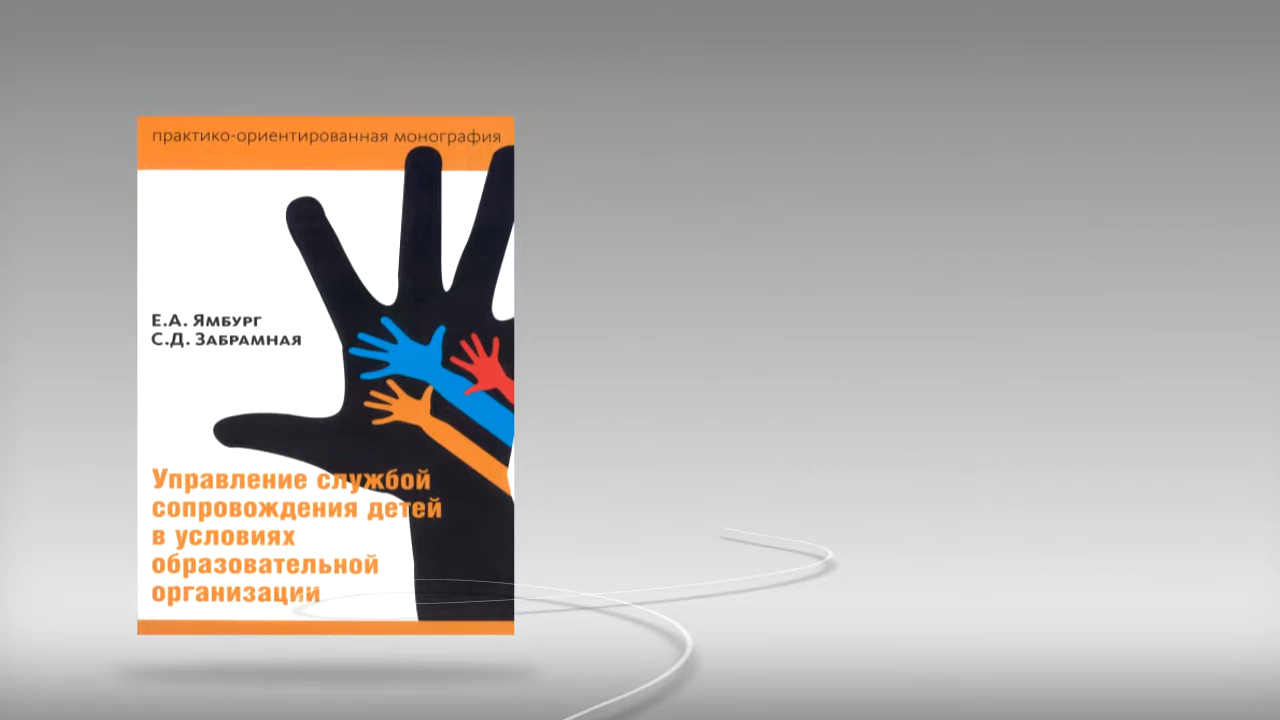 практико-ориентированная монография
Е.А. Ямбург
С.Д. Забрамная
Управление службой
сопровождения детей
в условиях
образовательной
организации